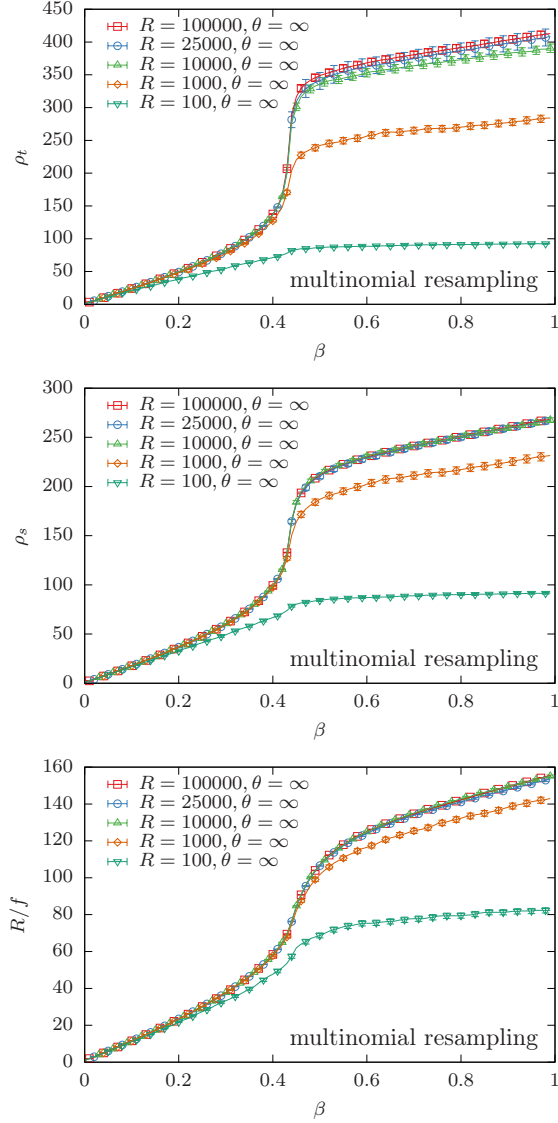 ρt
450
400
350
300
250
200
150
100
50
0
R = 100000, θ = ∞
R = 25000, θ = ∞
R = 10000, θ = ∞
R = 1000, θ = ∞
R = 100, θ = ∞
multinomial resampling
0 0.2 0.4 0.6 0.8 1
β
ρs
300
250
200
150
100
50
0
R = 100000, θ = ∞
R = 25000, θ = ∞
R = 10000, θ = ∞
R = 1000, θ = ∞
R = 100, θ = ∞
multinomial resampling
0 0.2 0.4 0.6 0.8 1
β
R/f
160
140
120
100
80
60
40
20
0
R = 100000, θ = ∞
R = 25000, θ = ∞
R = 10000, θ = ∞
R = 1000, θ = ∞
R = 100, θ = ∞
multinomial resampling
0 0.2 0.4 0.6 0.8 1
β